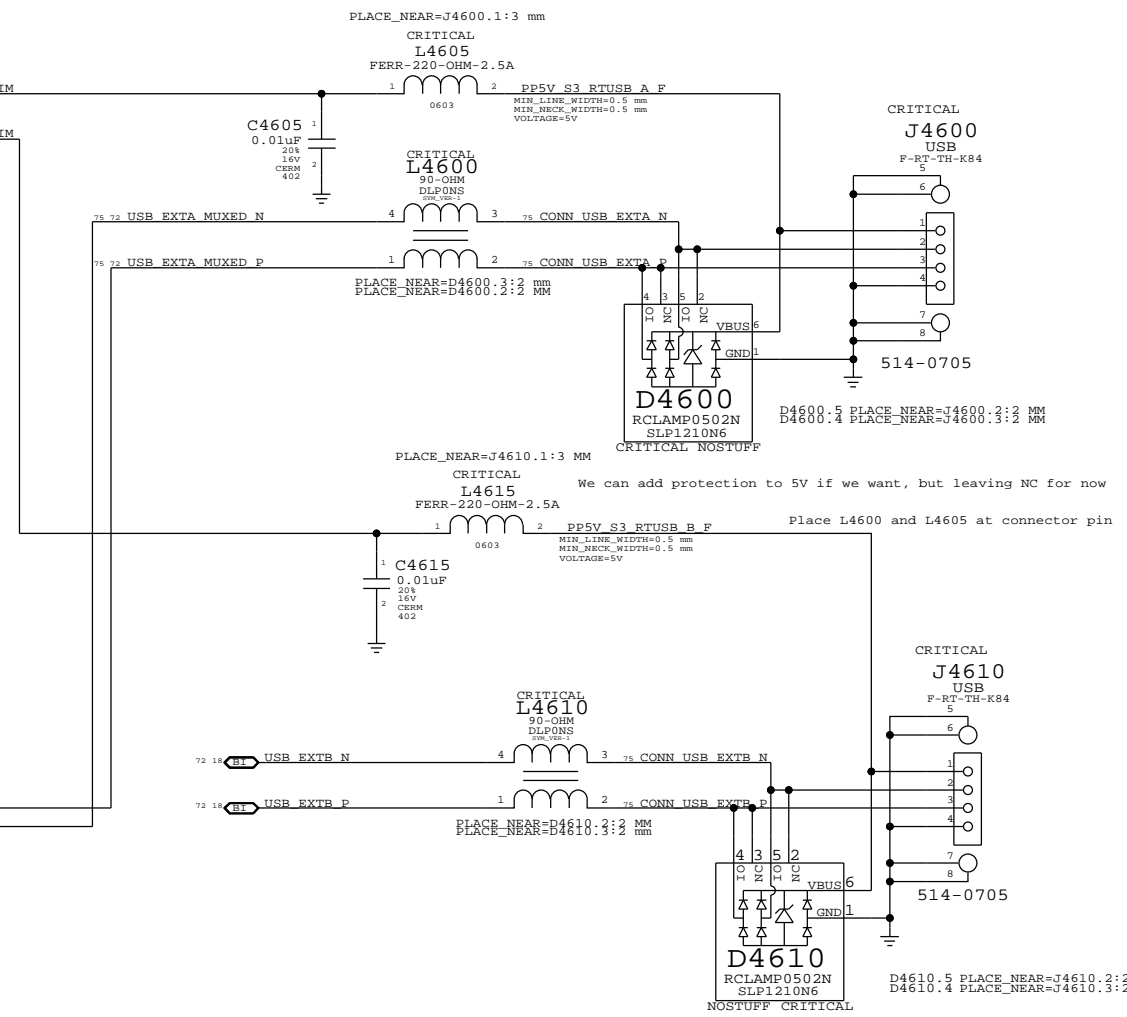 PLACE_NEAR=J4600.1:3 mm
CRITICAL
L4605
FERR-220-OHM-2.5A
IM
1
2
PP5V_S3_RTUSB_A_F
0603
MIN_LINE_WIDTH=0.5 mm
MIN_NECK_WIDTH=0.5 mm
VOLTAGE=5V
CRITICAL
J4600
USB
F-RT-TH-K84
IM
C4605
1
0.01uF
20%
16V
2
CERM
402
CRITICAL
L4600
90-OHM
DLP0NS
SYM_VER-1
5
6
75 72 USB_EXTA_MUXED_N
4
3
75 CONN_USB_EXTA_N
1
2
3
4
75 72 USB_EXTA_MUXED_P
1
2
75 CONN_USB_EXTA_P
PLACE_NEAR=D4600.3:2 mm
PLACE_NEAR=D4600.2:2 MM
4 3 5 2
IO NC IO NC
VBUS 6
GND 1
7
8
514-0705
D4600
RCLAMP0502N
SLP1210N6
CRITICAL NOSTUFF
D4600.5 PLACE_NEAR=J4600.2:2 MM
D4600.4 PLACE_NEAR=J4600.3:2 MM
PLACE_NEAR=J4610.1:3 MM
CRITICAL
L4615
FERR-220-OHM-2.5A
We can add protection to 5V if we want, but leaving NC for now
Place L4600 and L4605 at connector pin
1
2
PP5V_S3_RTUSB_B_F
0603
MIN_LINE_WIDTH=0.5 mm
MIN_NECK_WIDTH=0.5 mm
VOLTAGE=5V
1
C4615
0.01uF
20%
16V
2
CERM
402
CRITICAL
J4610
USB
F-RT-TH-K84
CRITICAL
L4610
90-OHM
DLP0NS
SYM_VER-1
5
6
72 18 BI USB_EXTB_N
4
3
75 CONN_USB_EXTB_N
1
2
3
4
72 18 BI USB_EXTB_P
1
2
75 CONN_USB_EXTB_P
PLACE_NEAR=D4610.2:2 MM
PLACE_NEAR=D4610.3:2 mm
4 3 5 2
IO NC IO NC
VBUS 6
GND 1
7
8
514-0705
D4610
RCLAMP0502N
SLP1210N6
NOSTUFF CRITICAL
D4610.5 PLACE_NEAR=J4610.2:2
D4610.4 PLACE_NEAR=J4610.3:2